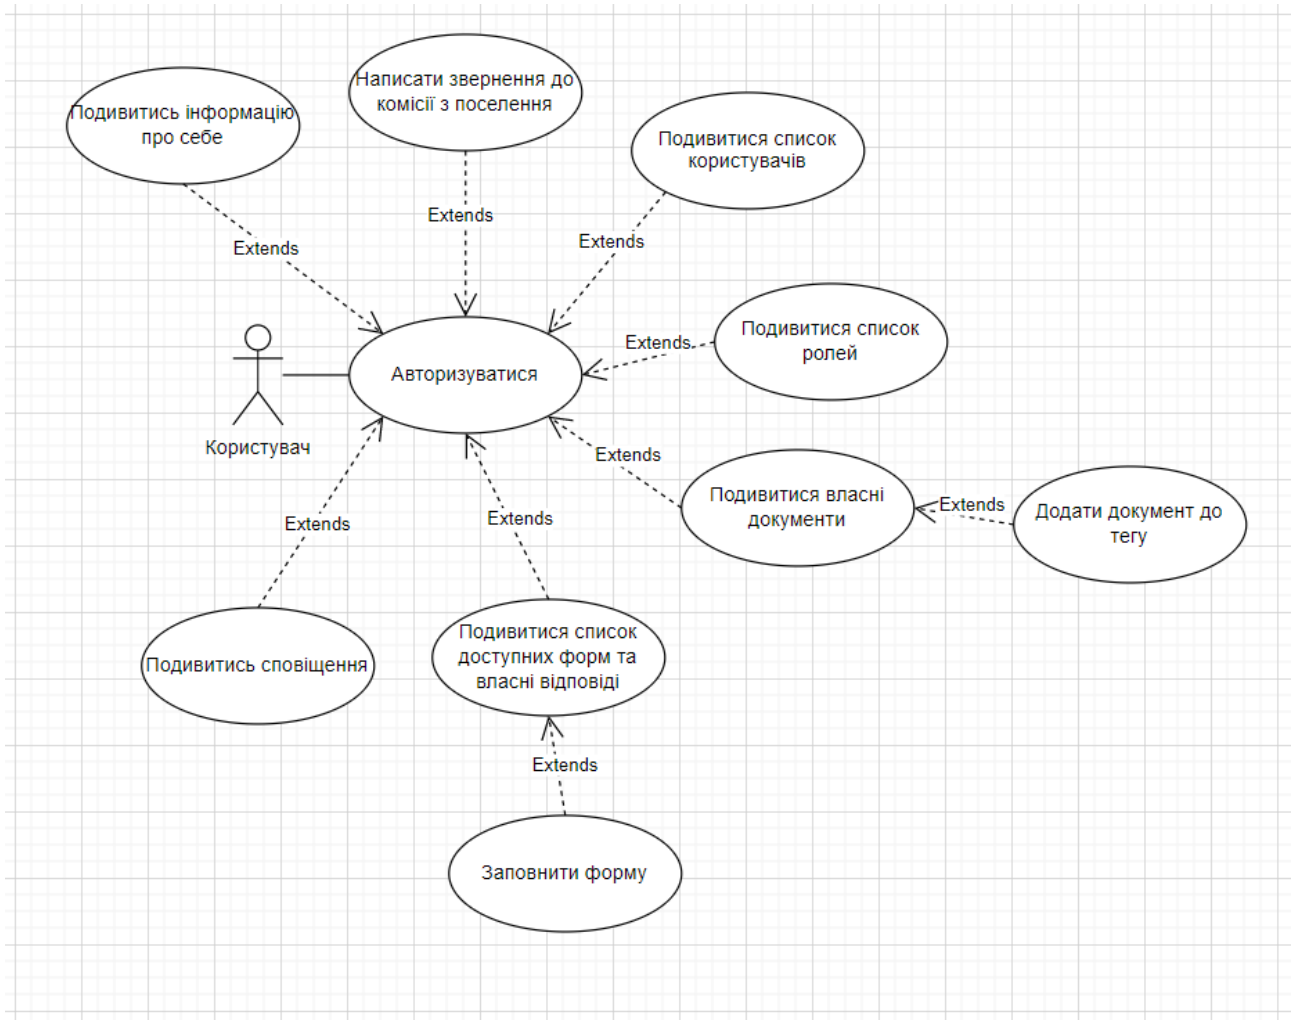 Написати звернення до
комісії з поселення
Подивитись інформацію
про себе
Подивитися список
користувачів
Extends
Extends
Extends
Подивитися список
ролей
Extends
Авторизуватися
Користувач
Extends
Подивитися власні
документи
Extends
Додати документ до
тегу
Extends
Extends
Подивитись сповіщення
Подивитися список
доступних форм та
власні відповіді
Extends
Заповнити форму